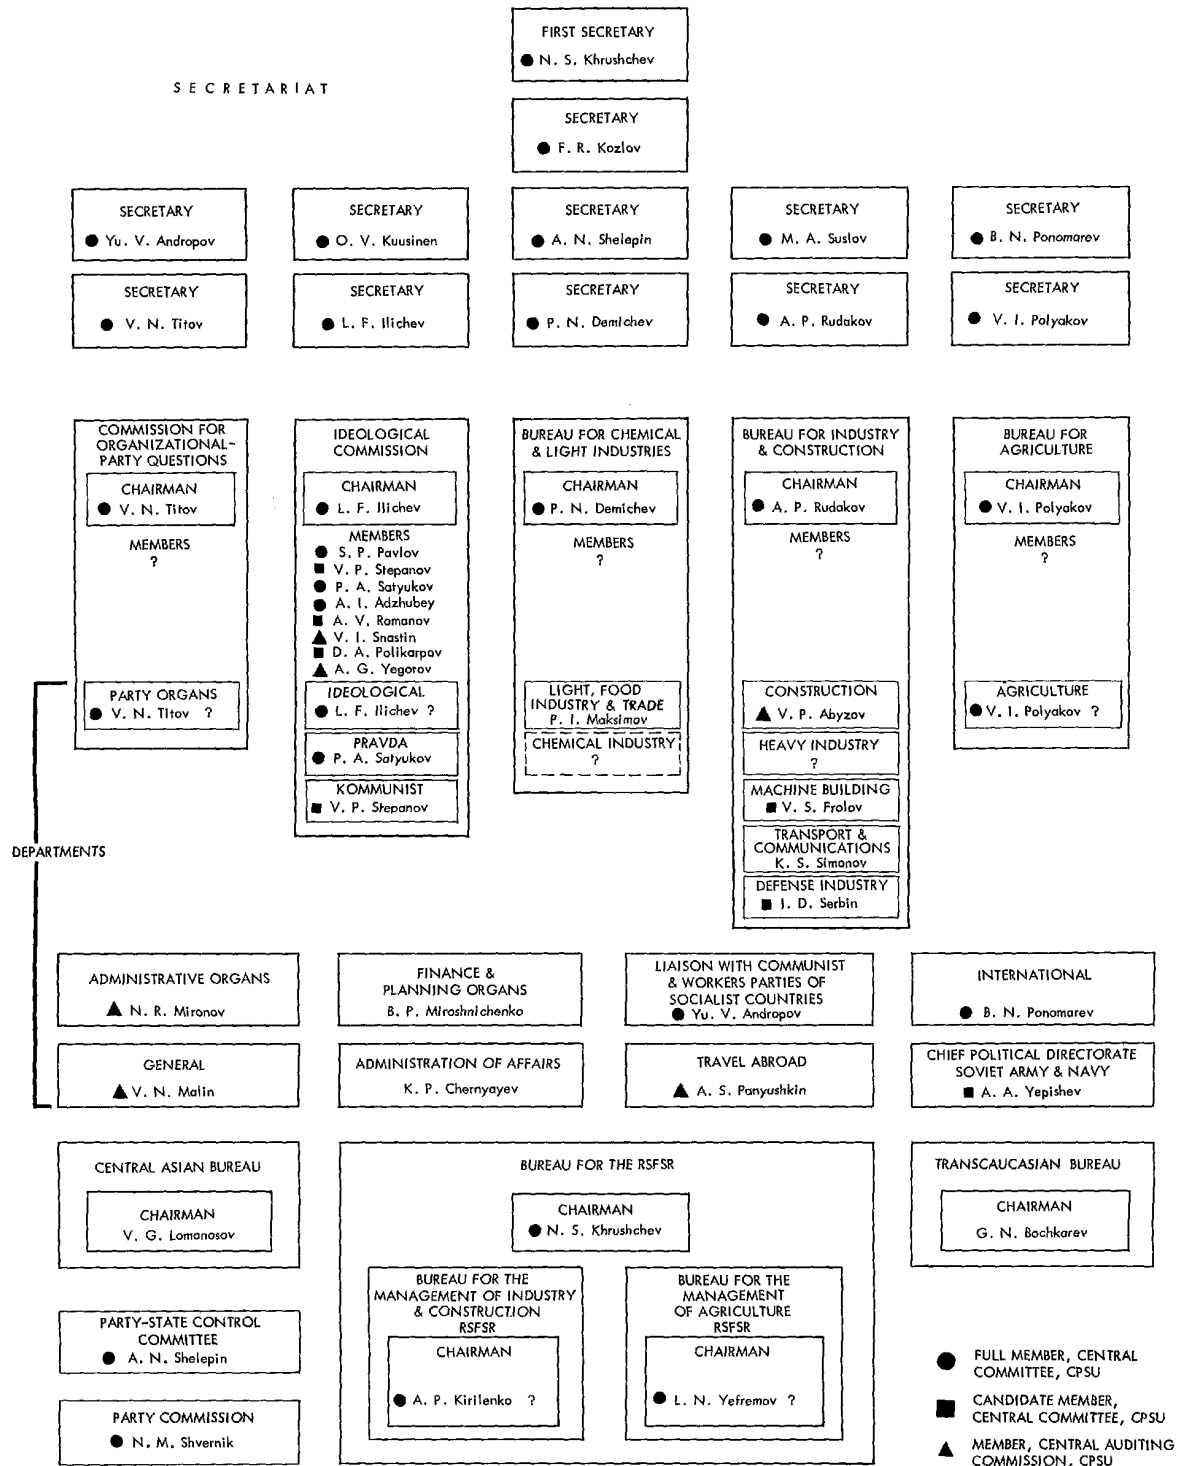 FIRST SECRETARY
● N. S. Khrushchev
SECRETARIAT
SECRETARY
● F. R. Kozlov
SECRETARY
● Yu. V. Andropov
SECRETARY
● O. V. Kuusinen
SECRETARY
● A. N. Shelepin
SECRETARY
● M. A. Suslov
SECRETARY
● B. N. Ponomarev
SECRETARY
● V. N. Titov
SECRETARY
● L. F. Ilichev
SECRETARY
● P. N. Demichev
SECRETARY
● A. P. Rudakov
SECRETARY
● V. I. Polyakov
COMMISSION FOR
ORGANIZATIONAL-
PARTY QUESTIONS
CHAIRMAN
● V. N. Titov
MEMBERS
?
PARTY ORGANS
● V. N. Titov ?
IDEOLOGICAL
COMMISSION
CHAIRMAN
● L. F. Ilichev
MEMBERS
● S. P. Pavlov
■ V. P. Stepanov
● P. A. Satyukov
● A. I. Adzhubey
■ A. V. Romanov
▲ V. I. Snastin
■ D. A. Polikarpov
▲ A. G. Yegorov
IDEOLOGICAL
● L. F. Ilichev ?
PRAVDA
● P. A. Satyukov
KOMMUNIST
■ V. P. Stepanov
BUREAU FOR CHEMICAL
& LIGHT INDUSTRIES
CHAIRMAN
● P. N. Demichev
MEMBERS
?
LIGHT, FOOD
INDUSTRY & TRADE
P. I. Maksimov
CHEMICAL INDUSTRY
?
BUREAU FOR INDUSTRY
& CONSTRUCTION
CHAIRMAN
● A. P. Rudakov
MEMBERS
?
CONSTRUCTION
▲ V. P. Abyzov
HEAVY INDUSTRY
?
MACHINE BUILDING
■ V. S. Frolov
TRANSPORT &
COMMUNICATIONS
K. S. Simonov
DEFENSE INDUSTRY
■ I. D. Serbin
BUREAU FOR
AGRICULTURE
CHAIRMAN
● V. I. Polyakov
MEMBERS
?
AGRICULTURE
● V. I. Polyakov ?
DEPARTMENTS
ADMINISTRATIVE ORGANS
▲ N. R. Mironov
FINANCE &
PLANNING ORGANS
B. P. Miroshnichenko
LIAISON WITH COMMUNIST
& WORKERS PARTIES OF
SOCIALIST COUNTRIES
● Yu. V. Andropov
INTERNATIONAL
● B. N. Ponomarev
GENERAL
▲ V. N. Malin
ADMINISTRATION OF AFFAIRS
K. P. Chernyayev
TRAVEL ABROAD
▲ A. S. Panyushkin
CHIEF POLITICAL DIRECTORATE
SOVIET ARMY & NAVY
■ A. A. Yepishev
CENTRAL ASIAN BUREAU
CHAIRMAN
V. G. Lomonosov
BUREAU FOR THE RSFSR
CHAIRMAN
● N. S. Khrushchev
BUREAU FOR THE
MANAGEMENT OF INDUSTRY
& CONSTRUCTION
RSFSR
CHAIRMAN
● A. P. Kirilenko ?
BUREAU FOR THE
MANAGEMENT
OF AGRICULTURE
RSFSR
CHAIRMAN
● L. N. Yefremov ?
TRANSCAUCASIAN BUREAU
CHAIRMAN
G. N. Bochkarev
PARTY-STATE CONTROL
COMMITTEE
● A. N. Shelepin
PARTY COMMISSION
● N. M. Shvernik
● FULL MEMBER, CENTRAL
COMMITTEE, CPSU
■ CANDIDATE MEMBER,
CENTRAL COMMITTEE, CPSU
▲ MEMBER, CENTRAL AUDITING
COMMISSION, CPSU